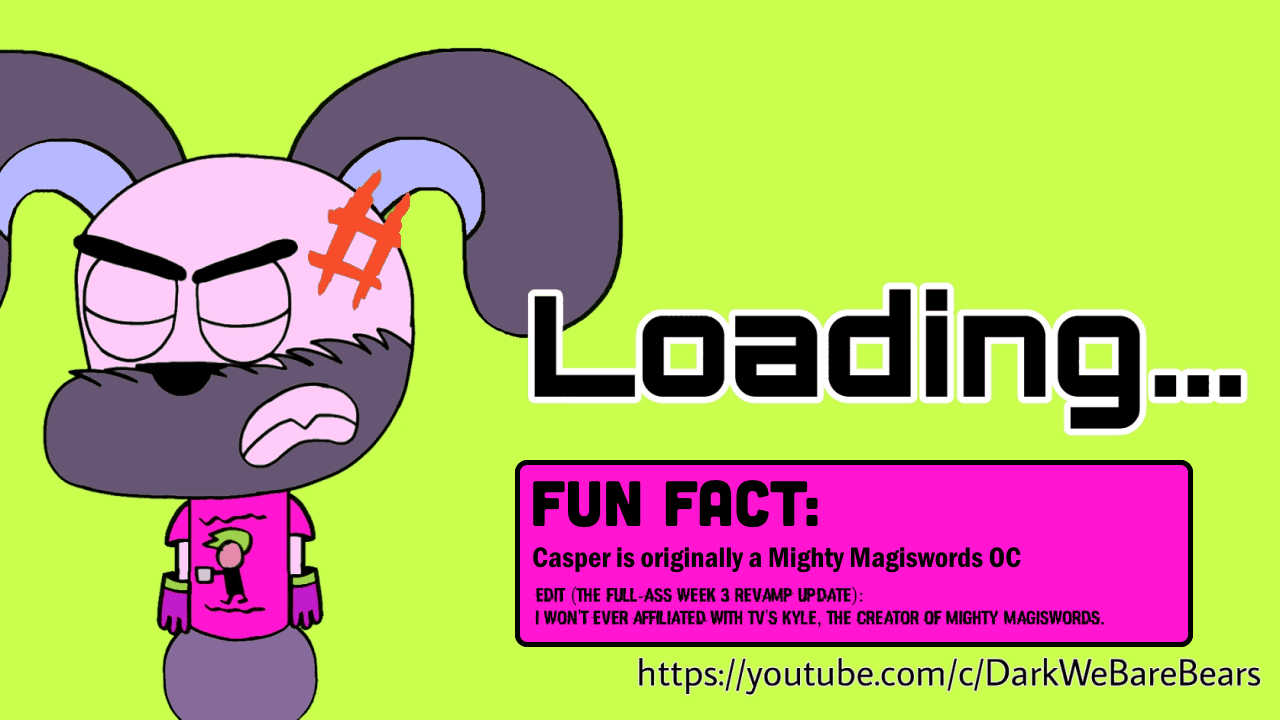 Loading...
FUN FACT:
Casper is originally a Mighty Magiswords OC
EDIT (THE FULL-ASS WEEK 3 REVAMP UPDATE):
I WON'T EVER AFFILIATED WITH TV'S KYLE, THE CREATOR OF MIGHTY MAGISWORDS.
https://youtube.com/c/DarkWeBareBears